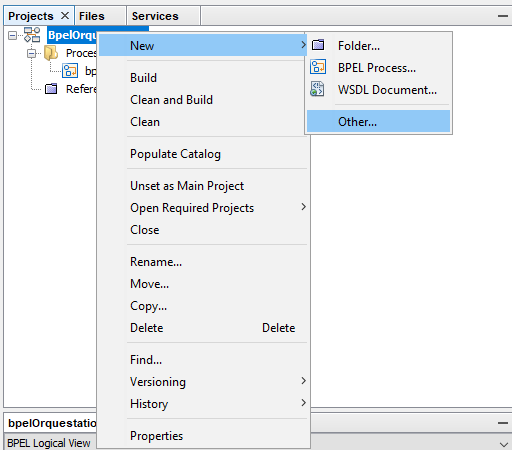 Projects
Files
Services
BpelOrques
New
Folder...
Proce
BPEL Process...
bp
Build
WSDL Document...
Refere
Clean and Build
Clean
Other...
Populate Catalog
Unset as Main Project
Open Required Projects
Close
Rename...
Move...
Copy...
Delete Delete
Find...
Versioning
History
Properties
bpelOrquestatio
BPEL Logical View